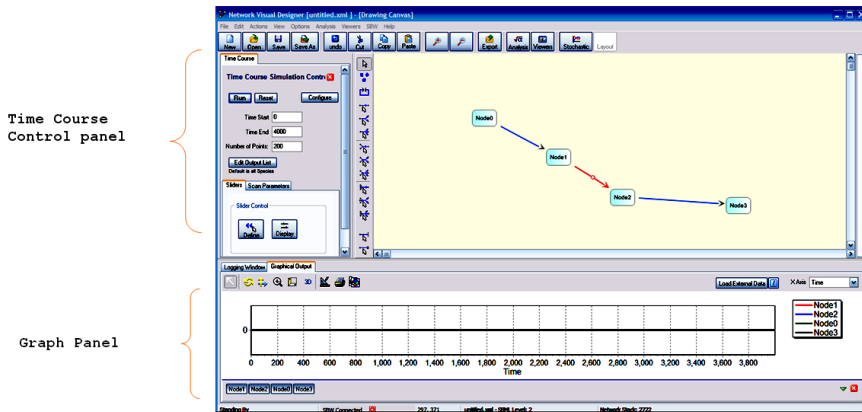 Network Visual Designer [untitled.xml ] - [Drawing Canvas]
File Edit Actions View Options Analysis Viewers SBW Help
New Open Save Save As undo Cut Copy Paste Export Analysis Viewers Stochastic Layout
Time Course
Time Course Simulation Contr
Run Reset Configure
Time Start 0
Time End 4000
Number of Points: 200
Edit Output List
Default is all Species
Sliders Scan Parameters
Slider Control
Define Display
Time Course
Control panel
Node0
Node1
Node2
Node3
Logging Window Graphical Output
3D Load External Data X Axis Time
Graph Panel
0
0 200 400 600 800 1,000 1,200 1,400 1,600 1,800 2,000 2,200 2,400 2,600 2,800 3,000 3,200 3,400 3,600 3,800
Time
Node1
Node2
Node0
Node3
Node1 Node2 Node0 Node3
Standing By SBW Connected 297, 371 untitled.xml - SBML Level: 2 Network Stack: 2722